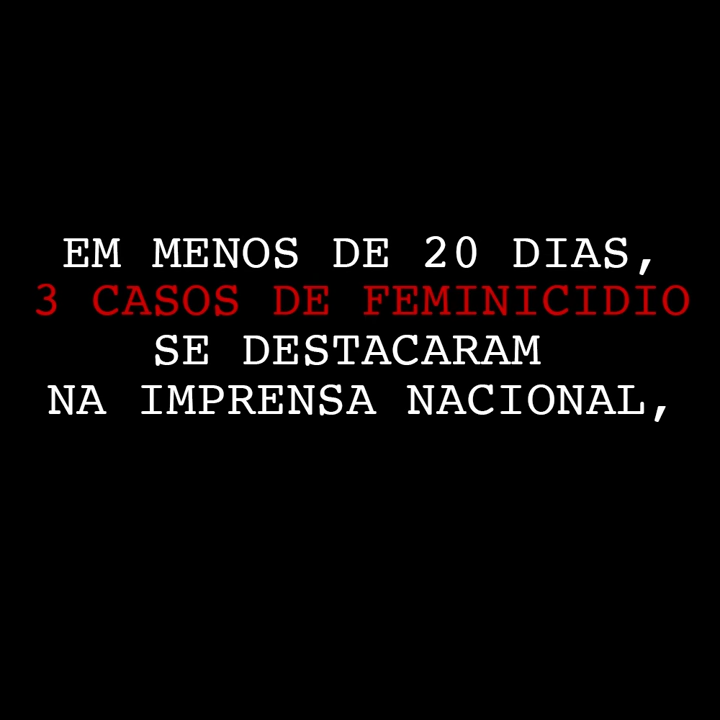 EM MENOS DE 20 DIAS,
3 CASOS DE FEMINICIDIO
SE DESTACARAM
NA IMPRENSA NACIONAL,